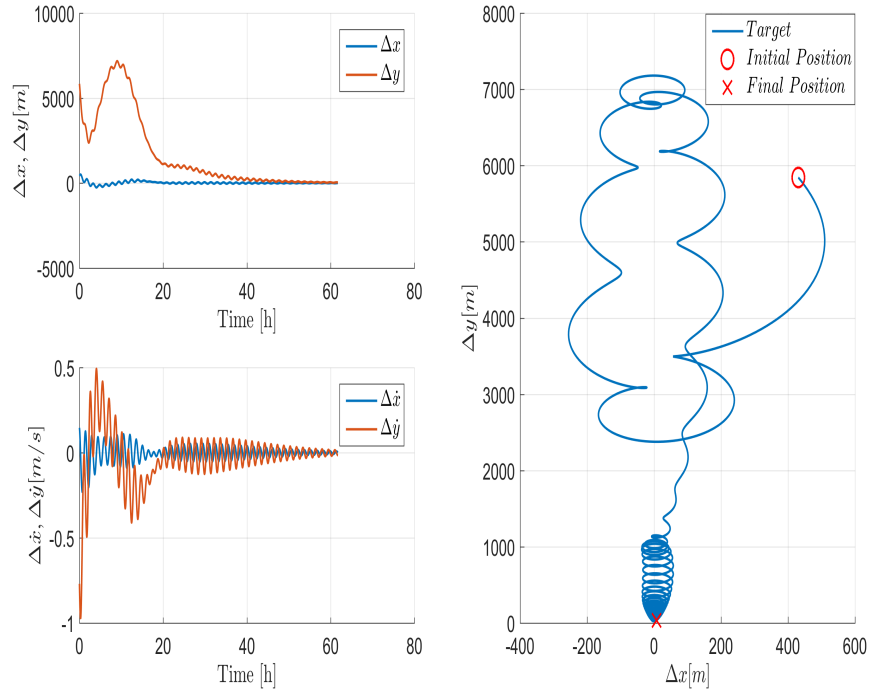 10000
5000
0
-5000
Δx, Δy[m]
0
20
40
60
80
Time [h]
Δx
Δy
0.5
0
-0.5
-1
Δẋ, Δẏ[m/s]
0
20
40
60
80
Time [h]
Δẋ
Δẏ
8000
7000
6000
5000
4000
3000
2000
1000
0
Δy[m]
-400
-200
0
200
400
600
Δx[m]
Target
Initial Position
Final Position